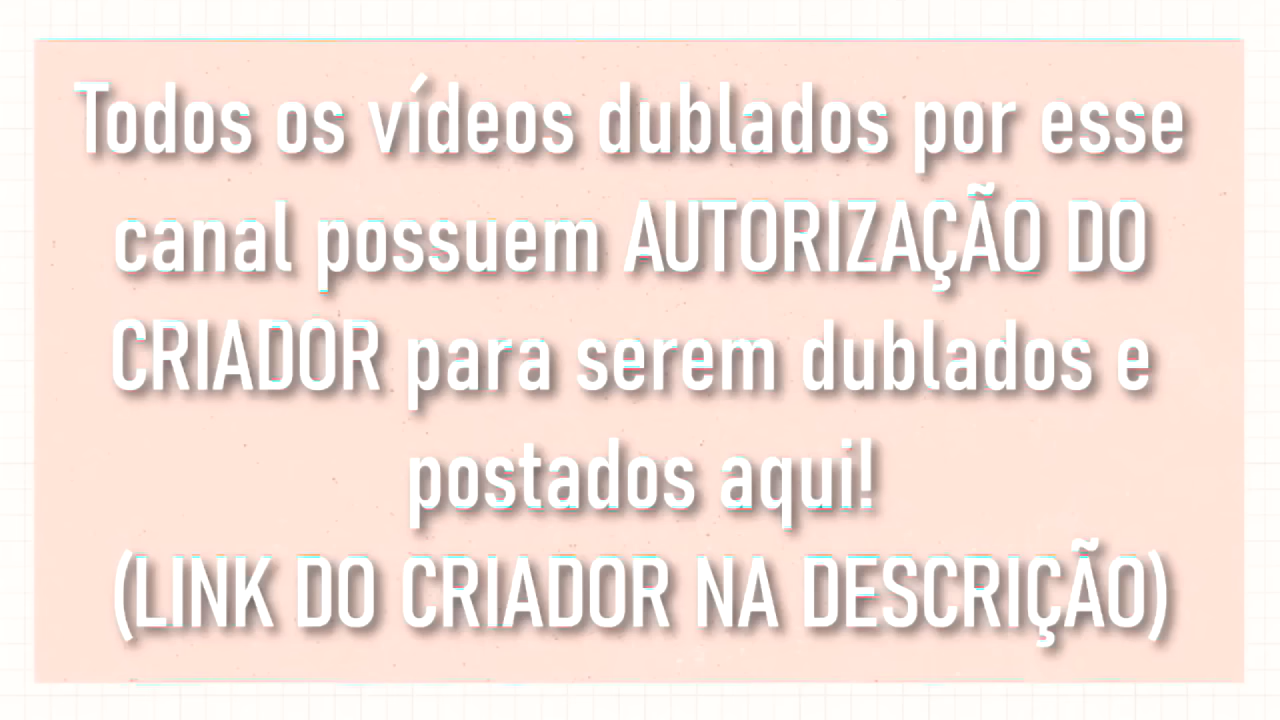 Todos os vídeos dublados por esse
canal possuem AUTORIZAÇÃO DO
CRIADOR para serem dublados e
postados aqui!
(LINK DO CRIADOR NA DESCRIÇÃO)